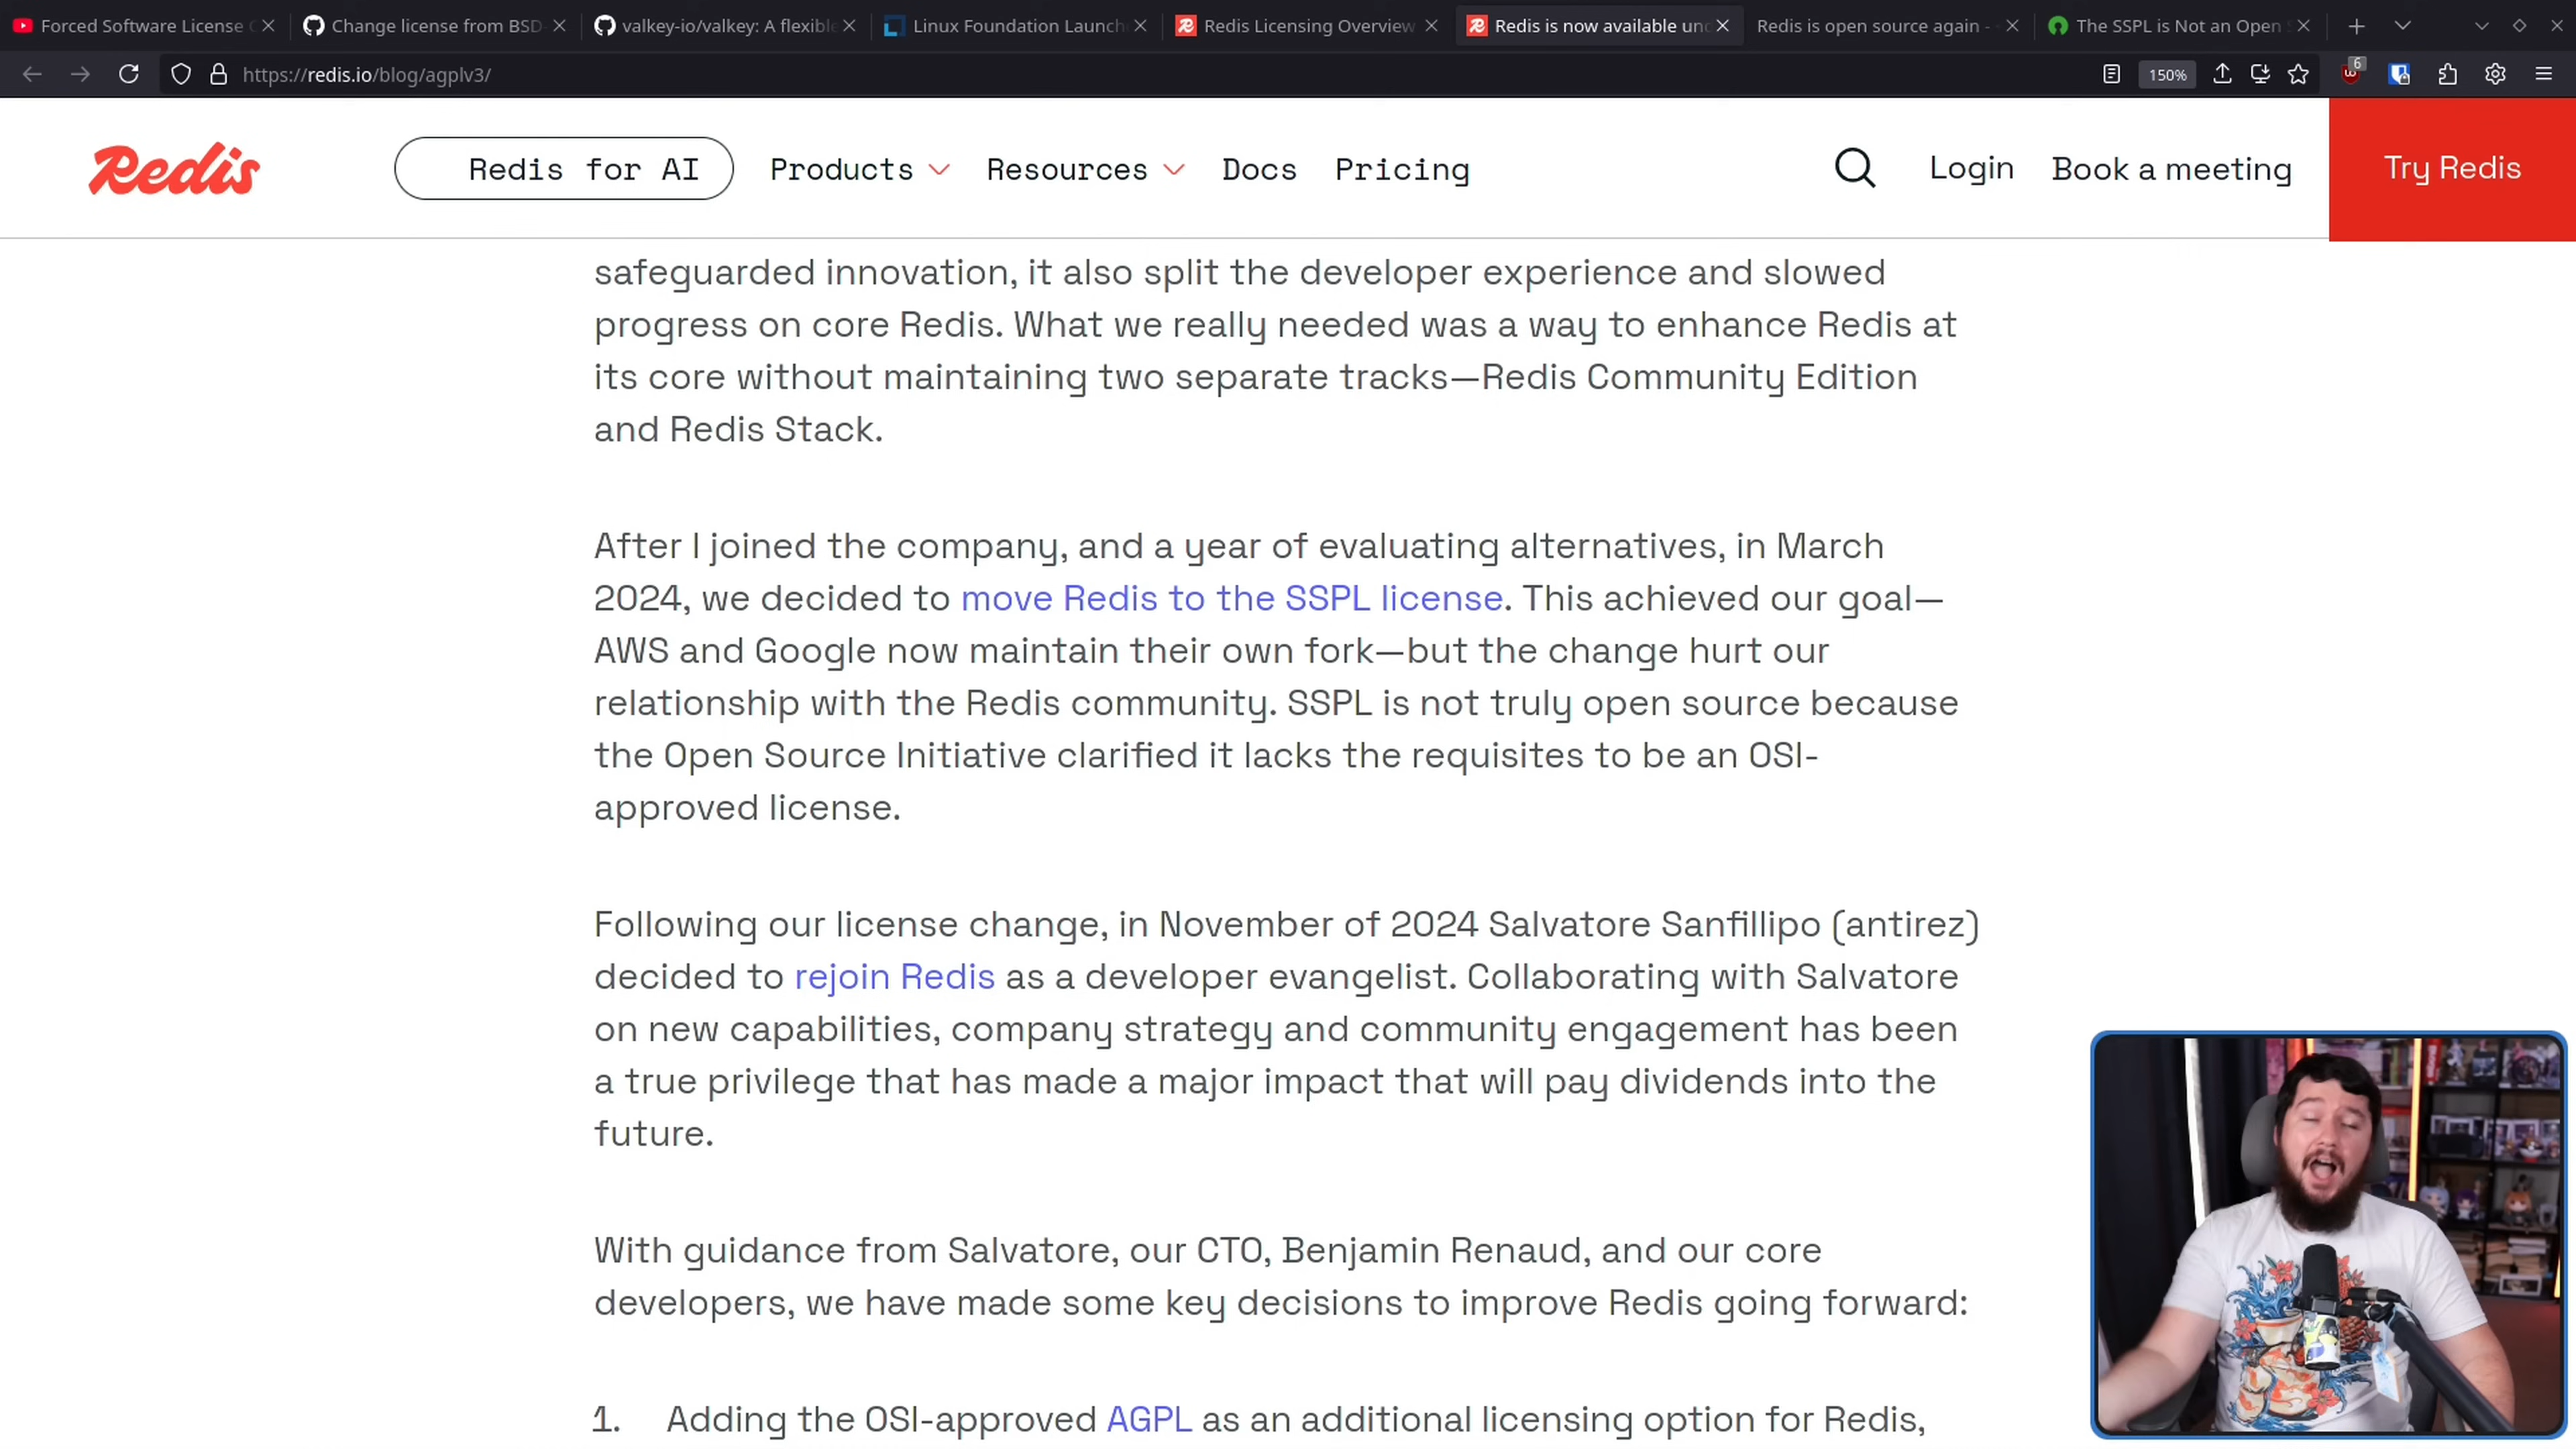 Forced Software License C
Change license from BSD-
valkey-io/valkey: A flexible
Linux Foundation Launche
Redis Licensing Overview
Redis is now available und
Redis is open source again -
The SSPL is Not an Open S
https://redis.io/blog/agplv3/
150%
6
Redis
Redis for AI
Products
Resources
Docs
Pricing
Login
Book a meeting
Try Redis
safeguarded innovation, it also split the developer experience and slowed
progress on core Redis. What we really needed was a way to enhance Redis at
its core without maintaining two separate tracks—Redis Community Edition
and Redis Stack.
After I joined the company, and a year of evaluating alternatives, in March
2024, we decided to move Redis to the SSPL license. This achieved our goal—
AWS and Google now maintain their own fork—but the change hurt our
relationship with the Redis community. SSPL is not truly open source because
the Open Source Initiative clarified it lacks the requisites to be an OSI-
approved license.
Following our license change, in November of 2024 Salvatore Sanfillipo (antirez)
decided to rejoin Redis as a developer evangelist. Collaborating with Salvatore
on new capabilities, company strategy and community engagement has been
a true privilege that has made a major impact that will pay dividends into the
future.
With guidance from Salvatore, our CTO, Benjamin Renaud, and our core
developers, we have made some key decisions to improve Redis going forward:
1. Adding the OSI-approved AGPL as an additional licensing option for Redis,